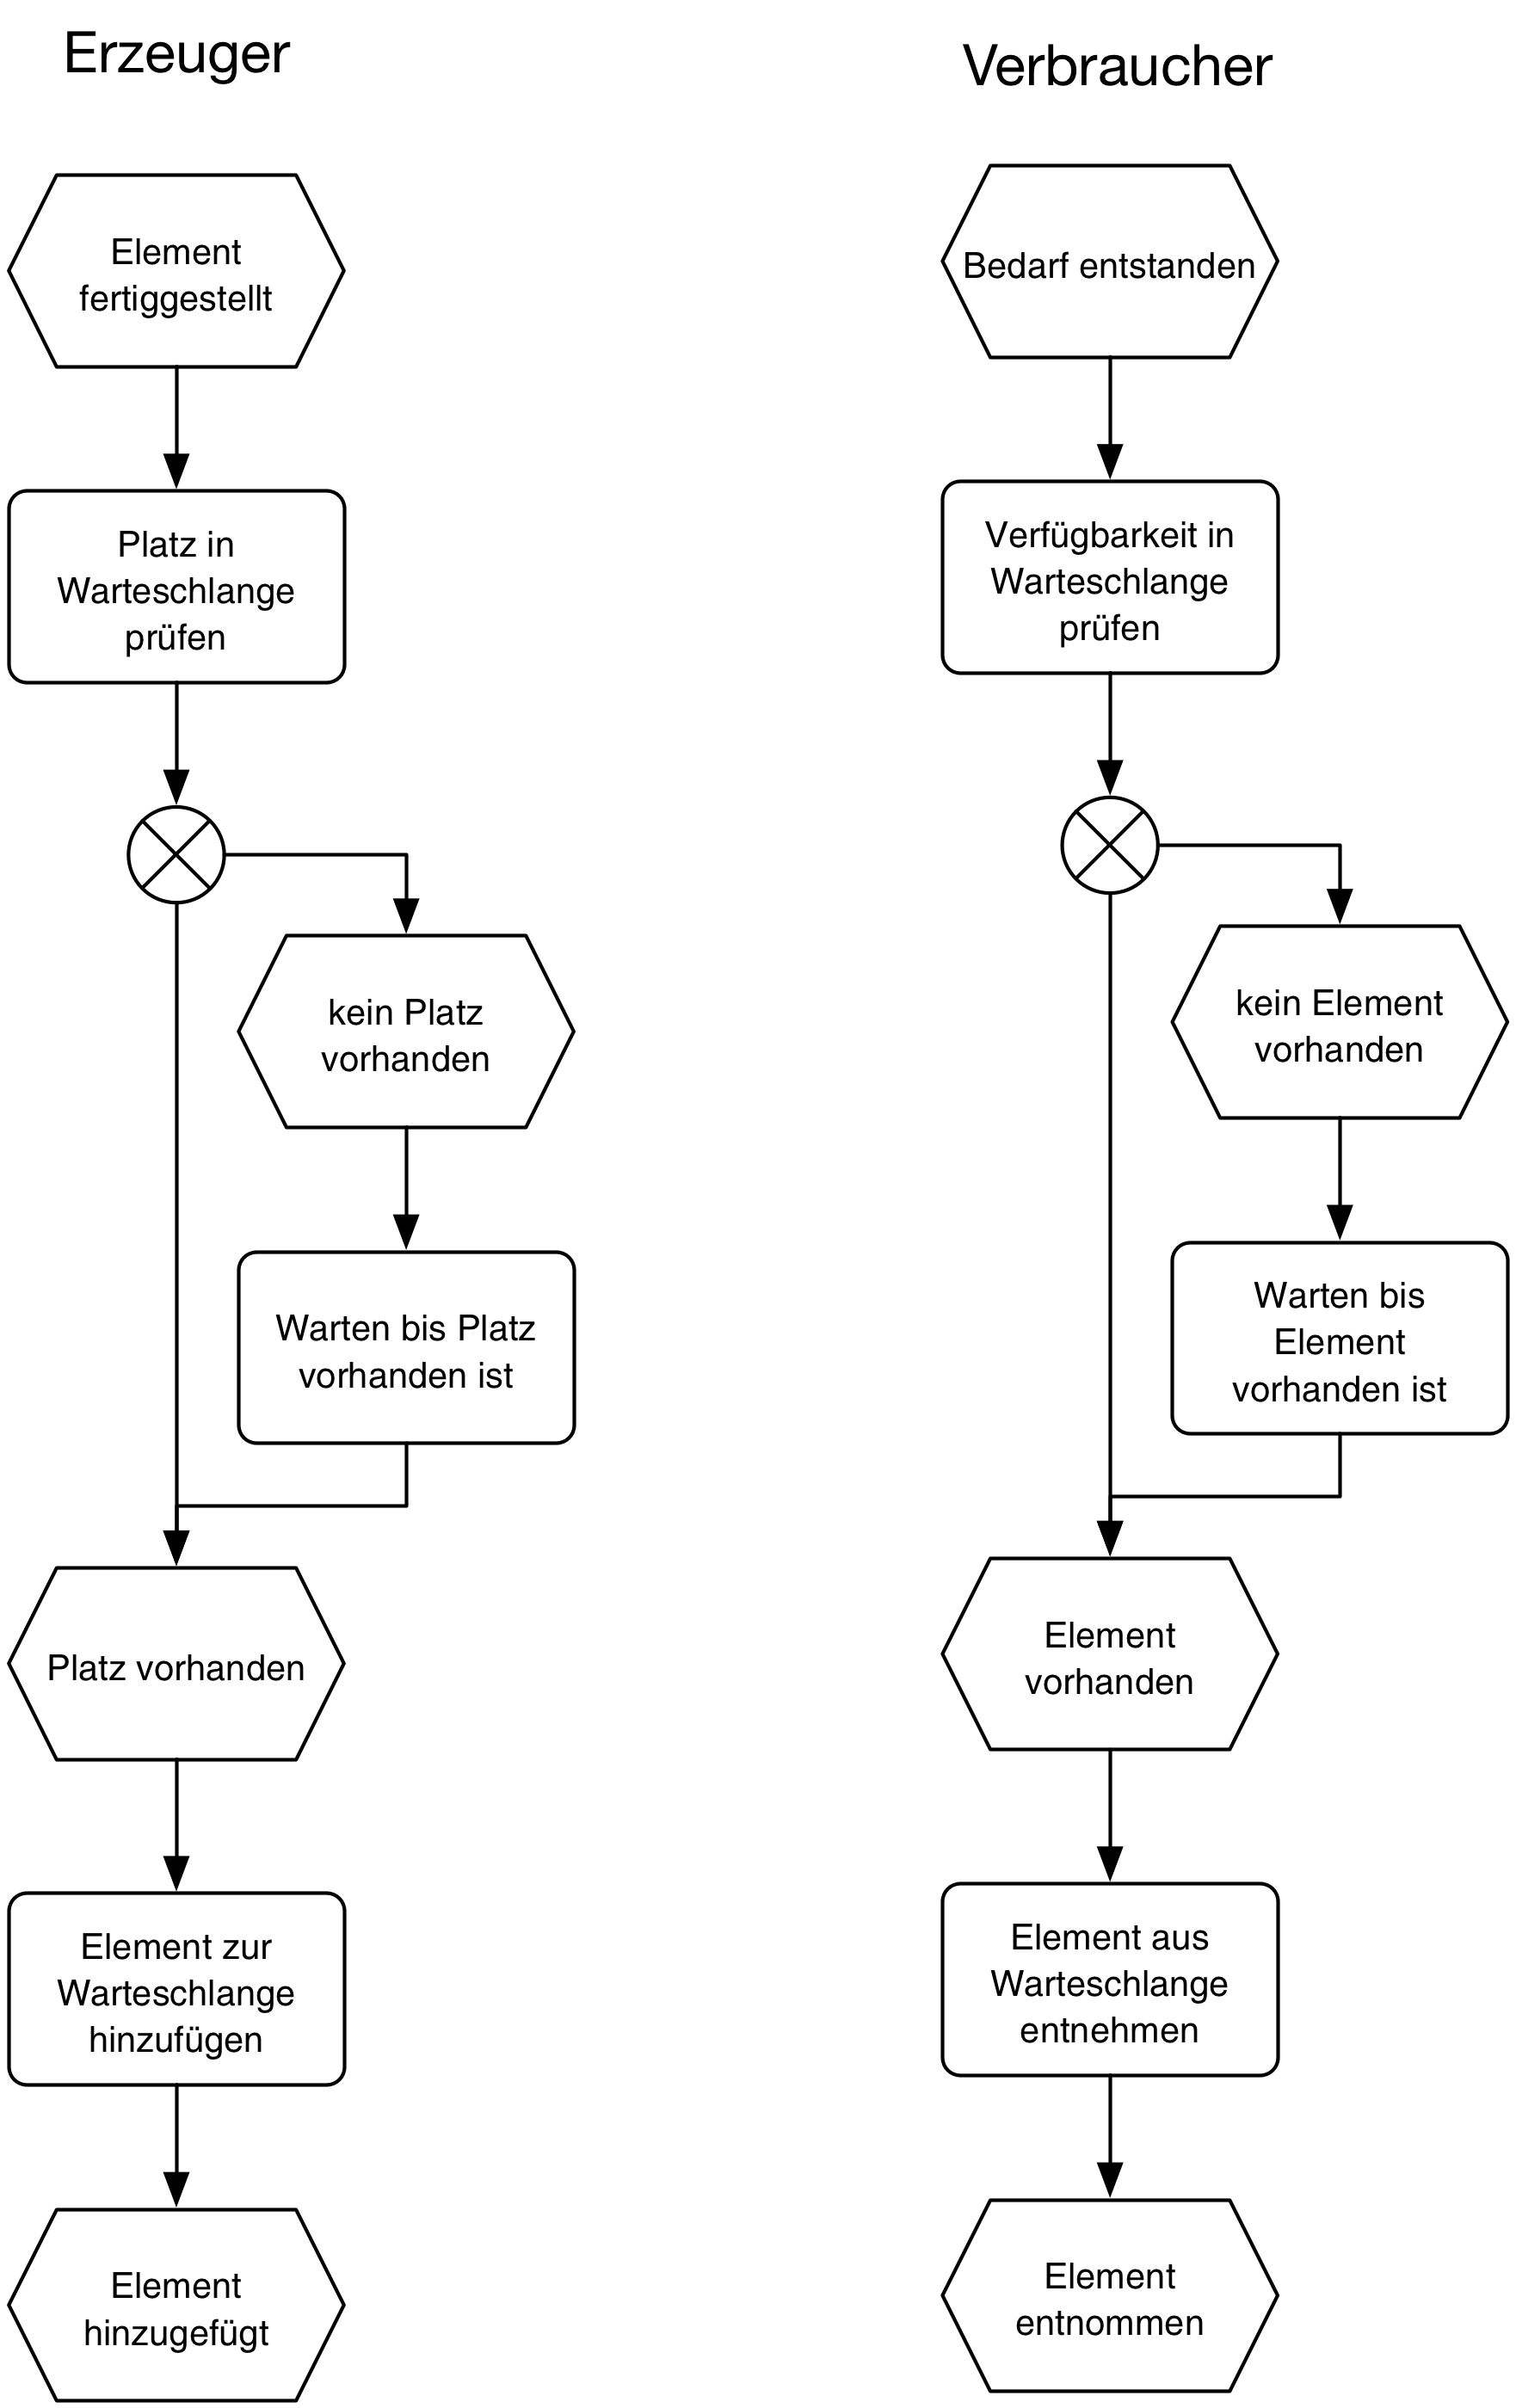 Erzeuger
Element
fertiggestellt
Platz in
Warteschlange
prüfen
kein Platz
vorhanden
Warten bis Platz
vorhanden ist
Platz vorhanden
Element zur
Warteschlange
hinzufügen
Element
hinzugefügt
Verbraucher
Bedarf entstanden
Verfügbarkeit in
Warteschlange
prüfen
kein Element
vorhanden
Warten bis
Element
vorhanden ist
Element
vorhanden
Element aus
Warteschlange
entnehmen
Element
entnommen